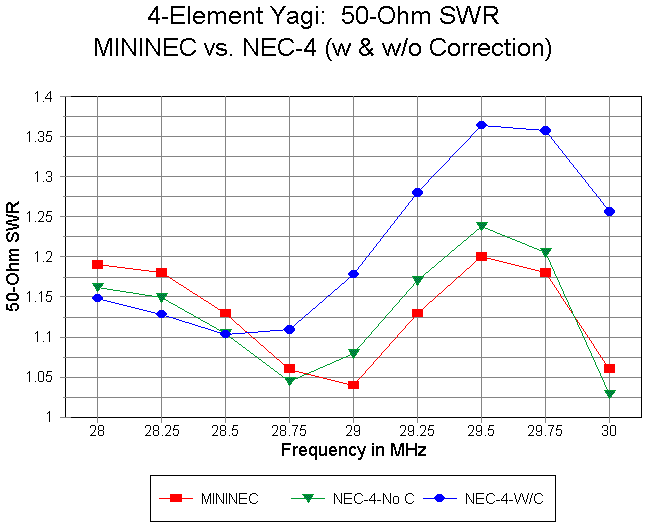 4-Element Yagi: 50-Ohm SWR
MININEC vs. NEC-4 (w & w/o Correction)
1.4
1.35
1.3
1.25
1.2
1.15
1.1
1.05
1
50-Ohm SWR
28 28.25 28.5 28.75 29 29.25 29.5 29.75 30
Frequency in MHz
MININEC NEC-4-No C NEC-4-W/C